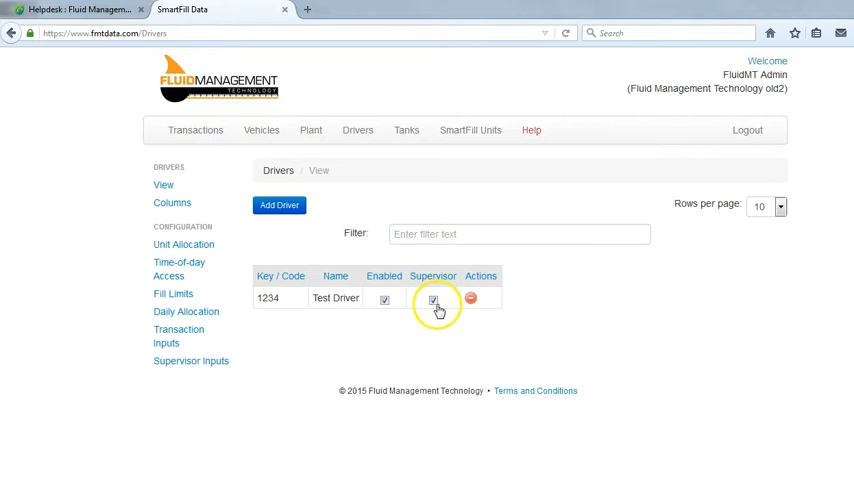 Helpdesk : Fluid Managem...
SmartFill Data
https://www.fmtdata.com/Drivers
Search
FLUIDMANAGEMENT
TECHNOLOGY
Welcome
FluidMT Admin
(Fluid Management Technology old2)
Transactions Vehicles Plant Drivers Tanks SmartFill Units Help Logout
DRIVERS
View
Columns
CONFIGURATION
Unit Allocation
Time-of-day
Access
Fill Limits
Daily Allocation
Transaction
Inputs
Supervisor Inputs
Drivers / View
Add Driver
Rows per page: 10
Filter: Enter filter text
Key / Code Name Enabled Supervisor Actions
1234 Test Driver
© 2015 Fluid Management Technology • Terms and Conditions